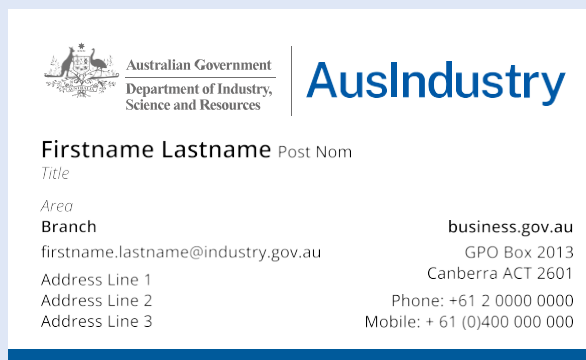 Australian Government
Department of Industry,
Science and Resources
AusIndustry
Firstname Lastname Post Nom
Title
Area
Branch
firstname.lastname@industry.gov.au
Address Line 1
Address Line 2
Address Line 3
business.gov.au
GPO Box 2013
Canberra ACT 2601
Phone: +61 2 0000 0000
Mobile: + 61 (0)400 000 000